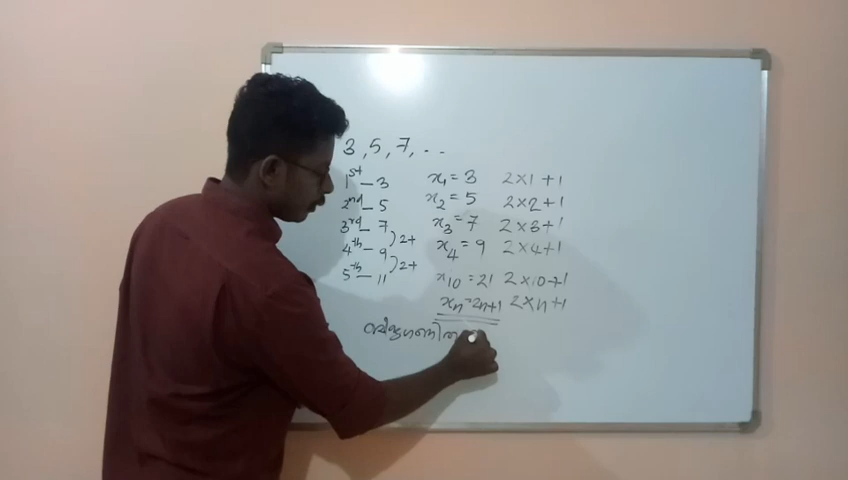 3, 5, 7, ...
1st – 3 x₁ = 3 2×1+1
2nd – 5 x₂ = 5 2×2+1
3rd – 7 x₃ = 7 2×3+1
4th – 9 )2+ x₄ = 9 2×4+1
5th – 11 )2+ x₁₀ = 21 2×10+1
xₙ = 2n+1 2×n+1
ബീജഗണിത